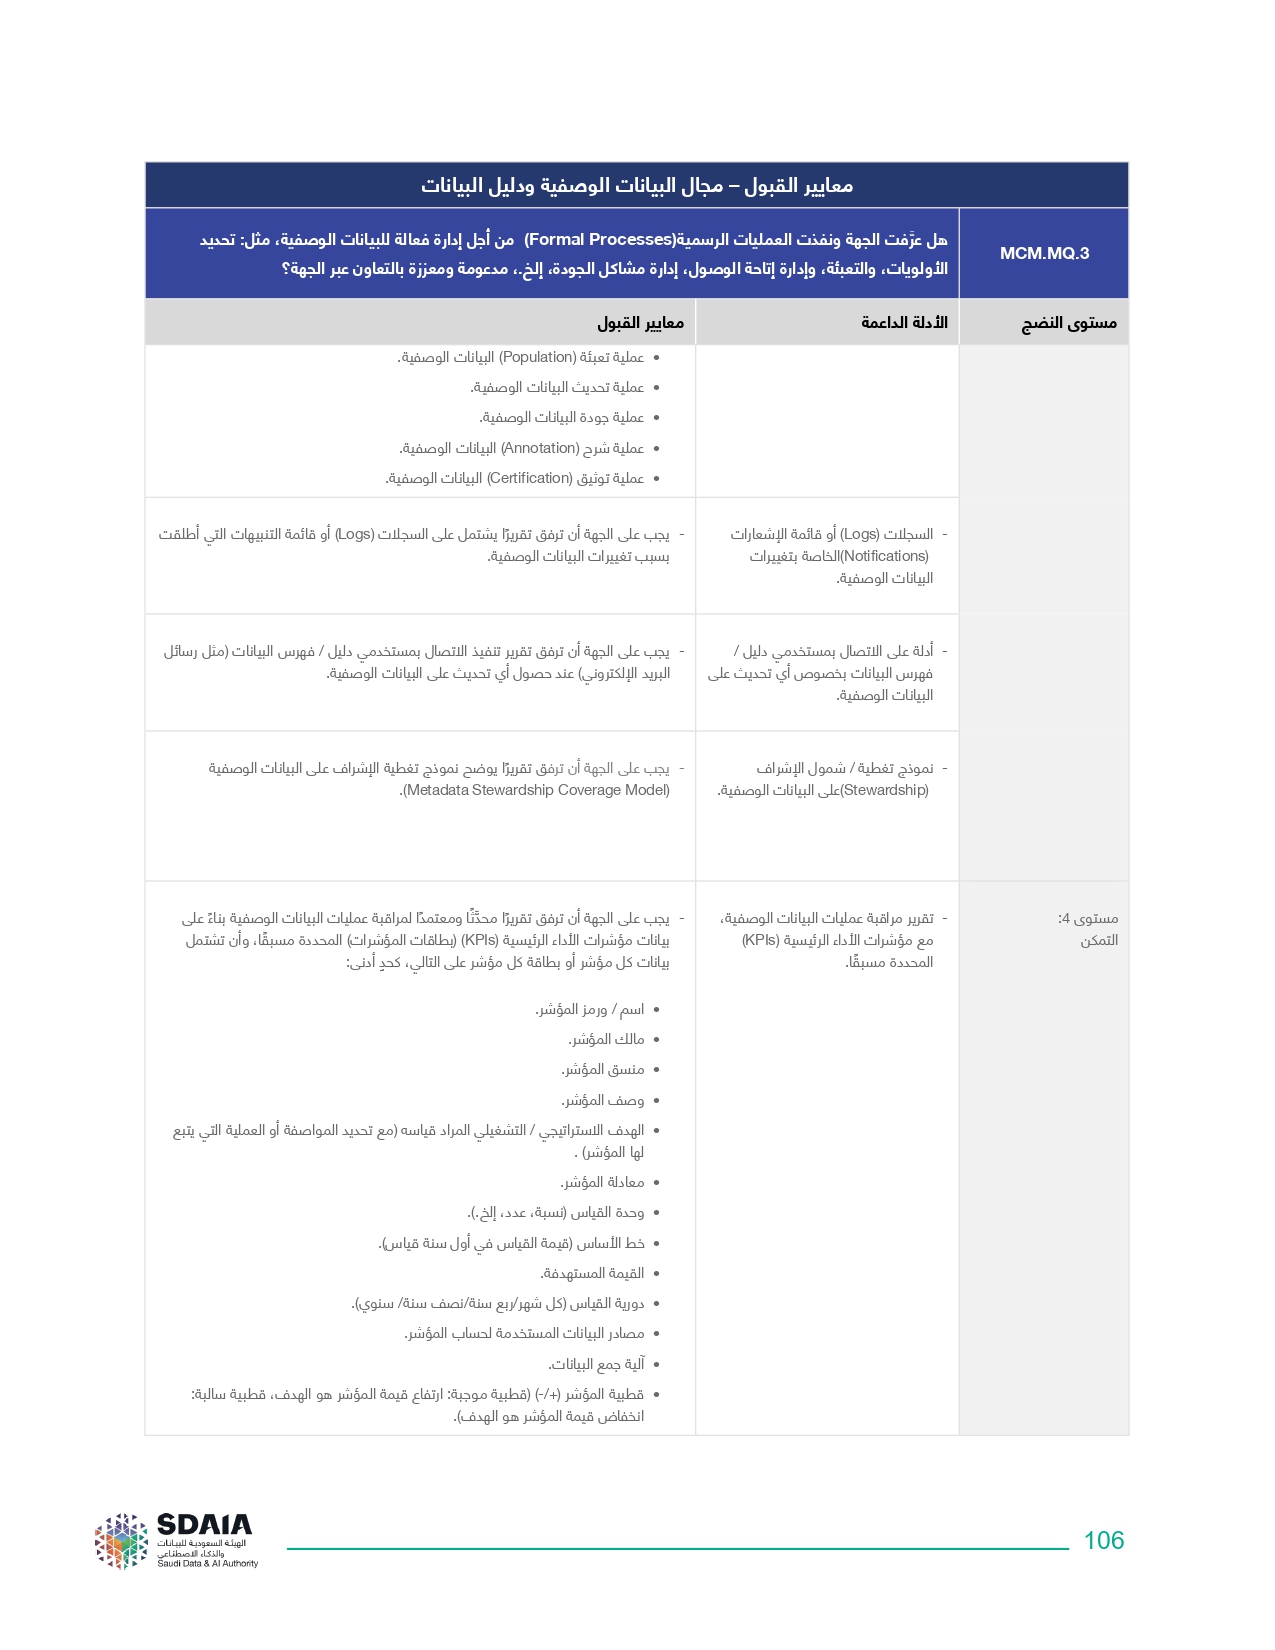 معايير القبول – مجال البيانات الوصفية ودليل البيانات
MCM.MQ.3
هل عرَّفت الجهة ونفذت العمليات الرسمية(Formal Processes) من أجل إدارة فعالة للبيانات الوصفية، مثل: تحديد
الأولويات، والتعبئة، وإدارة إتاحة الوصول، إدارة مشاكل الجودة، إلخ.، مدعومة ومعززة بالتعاون عبر الجهة؟
مستوى النضج
الأدلة الداعمة
معايير القبول
• عملية تعبئة (Population) البيانات الوصفية.
• عملية تحديث البيانات الوصفية.
• عملية جودة البيانات الوصفية.
• عملية شرح (Annotation) البيانات الوصفية.
• عملية توثيق (Certification) البيانات الوصفية.
- السجلات (Logs) أو قائمة الإشعارات
(Notifications)الخاصة بتغييرات
البيانات الوصفية.
- يجب على الجهة أن ترفق تقريرًا يشتمل على السجلات (Logs) أو قائمة التنبيهات التي أطلقت
بسبب تغييرات البيانات الوصفية.
- أدلة على الاتصال بمستخدمي دليل /
فهرس البيانات بخصوص أي تحديث على
البيانات الوصفية.
- يجب على الجهة أن ترفق تقرير تنفيذ الاتصال بمستخدمي دليل / فهرس البيانات (مثل رسائل
البريد الإلكتروني) عند حصول أي تحديث على البيانات الوصفية.
- نموذج تغطية / شمول الإشراف
(Stewardship)على البيانات الوصفية.
- يجب على الجهة أن ترفق تقريرًا يوضح نموذج تغطية الإشراف على البيانات الوصفية
(Metadata Stewardship Coverage Model).
مستوى 4:
التمكن
- تقرير مراقبة عمليات البيانات الوصفية،
مع مؤشرات الأداء الرئيسية (KPIs)
المحددة مسبقًا.
- يجب على الجهة أن ترفق تقريرًا محدَّثًا ومعتمدًا لمراقبة عمليات البيانات الوصفية بناءً على
بيانات مؤشرات الأداء الرئيسية (KPIs) (بطاقات المؤشرات) المحددة مسبقًا، وأن تشتمل
بيانات كل مؤشر أو بطاقة كل مؤشر على التالي، كحدٍ أدنى:
• اسم / ورمز المؤشر.
• مالك المؤشر.
• منسق المؤشر.
• وصف المؤشر.
• الهدف الاستراتيجي / التشغيلي المراد قياسه (مع تحديد المواصفة أو العملية التي يتبع
لها المؤشر) .
• معادلة المؤشر.
• وحدة القياس (نسبة، عدد، إلخ.).
• خط الأساس (قيمة القياس في أول سنة قياس).
• القيمة المستهدفة.
• دورية القياس (كل شهر/ربع سنة/نصف سنة/ سنوي).
• مصادر البيانات المستخدمة لحساب المؤشر.
• آلية جمع البيانات.
• قطبية المؤشر (+/-) (قطبية موجبة: ارتفاع قيمة المؤشر هو الهدف، قطبية سالبة:
انخفاض قيمة المؤشر هو الهدف).
SDAIA
الهيئة السعودية للبيانات
والذكاء الاصطناعي
Saudi Data & AI Authority
106